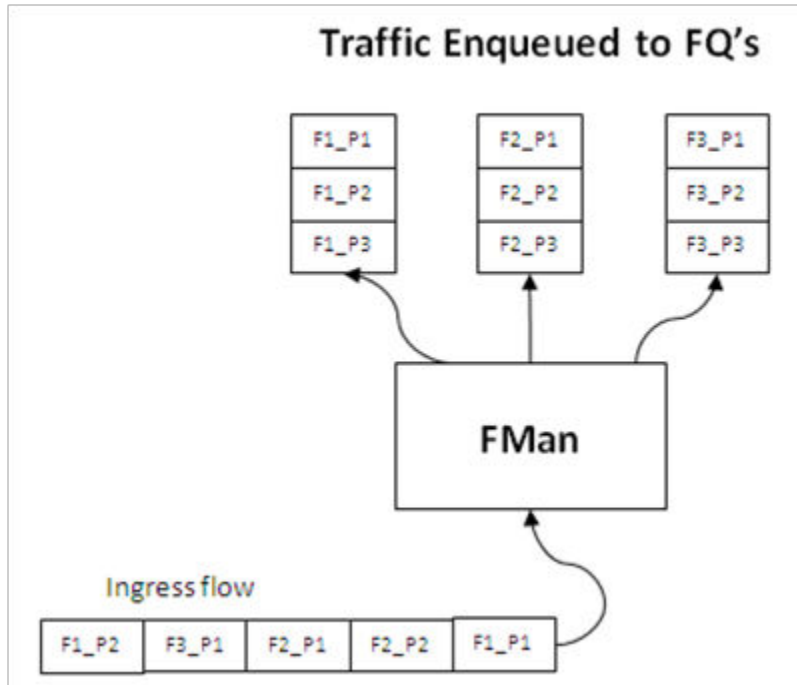 Traffic Enqueued to FQ's
F1_P1 F2_P1 F3_P1
F1_P2 F2_P2 F3_P2
F1_P3 F2_P3 F3_P3
FMan
Ingress flow
F1_P2 F3_P1 F2_P1 F2_P2 F1_P1